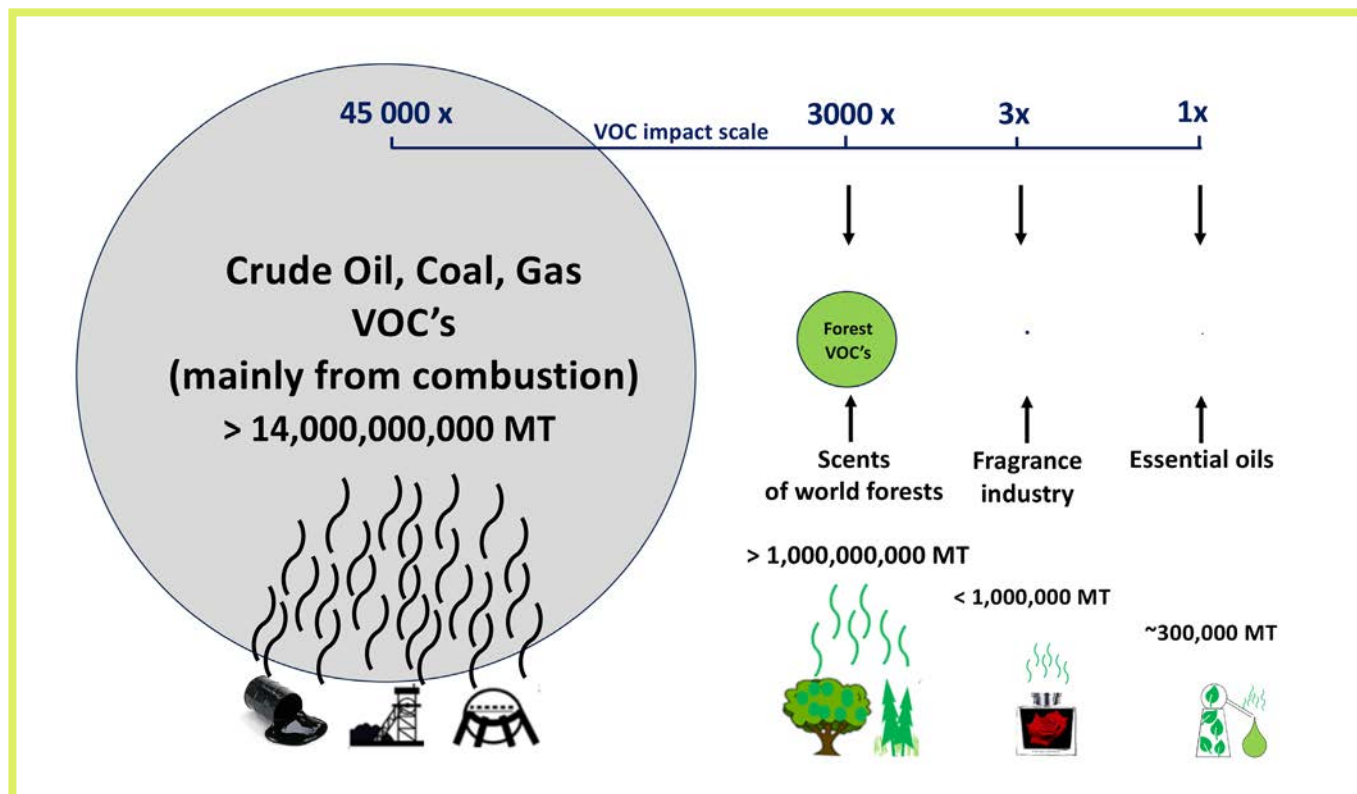 45 000 x
VOC impact scale
3000 x
3x
1x
Crude Oil, Coal, Gas
VOC's
(mainly from combustion)
> 14,000,000,000 MT
Forest
VOC's
Scents
of world forests
> 1,000,000,000 MT
Fragrance
industry
< 1,000,000 MT
Essential oils
~300,000 MT